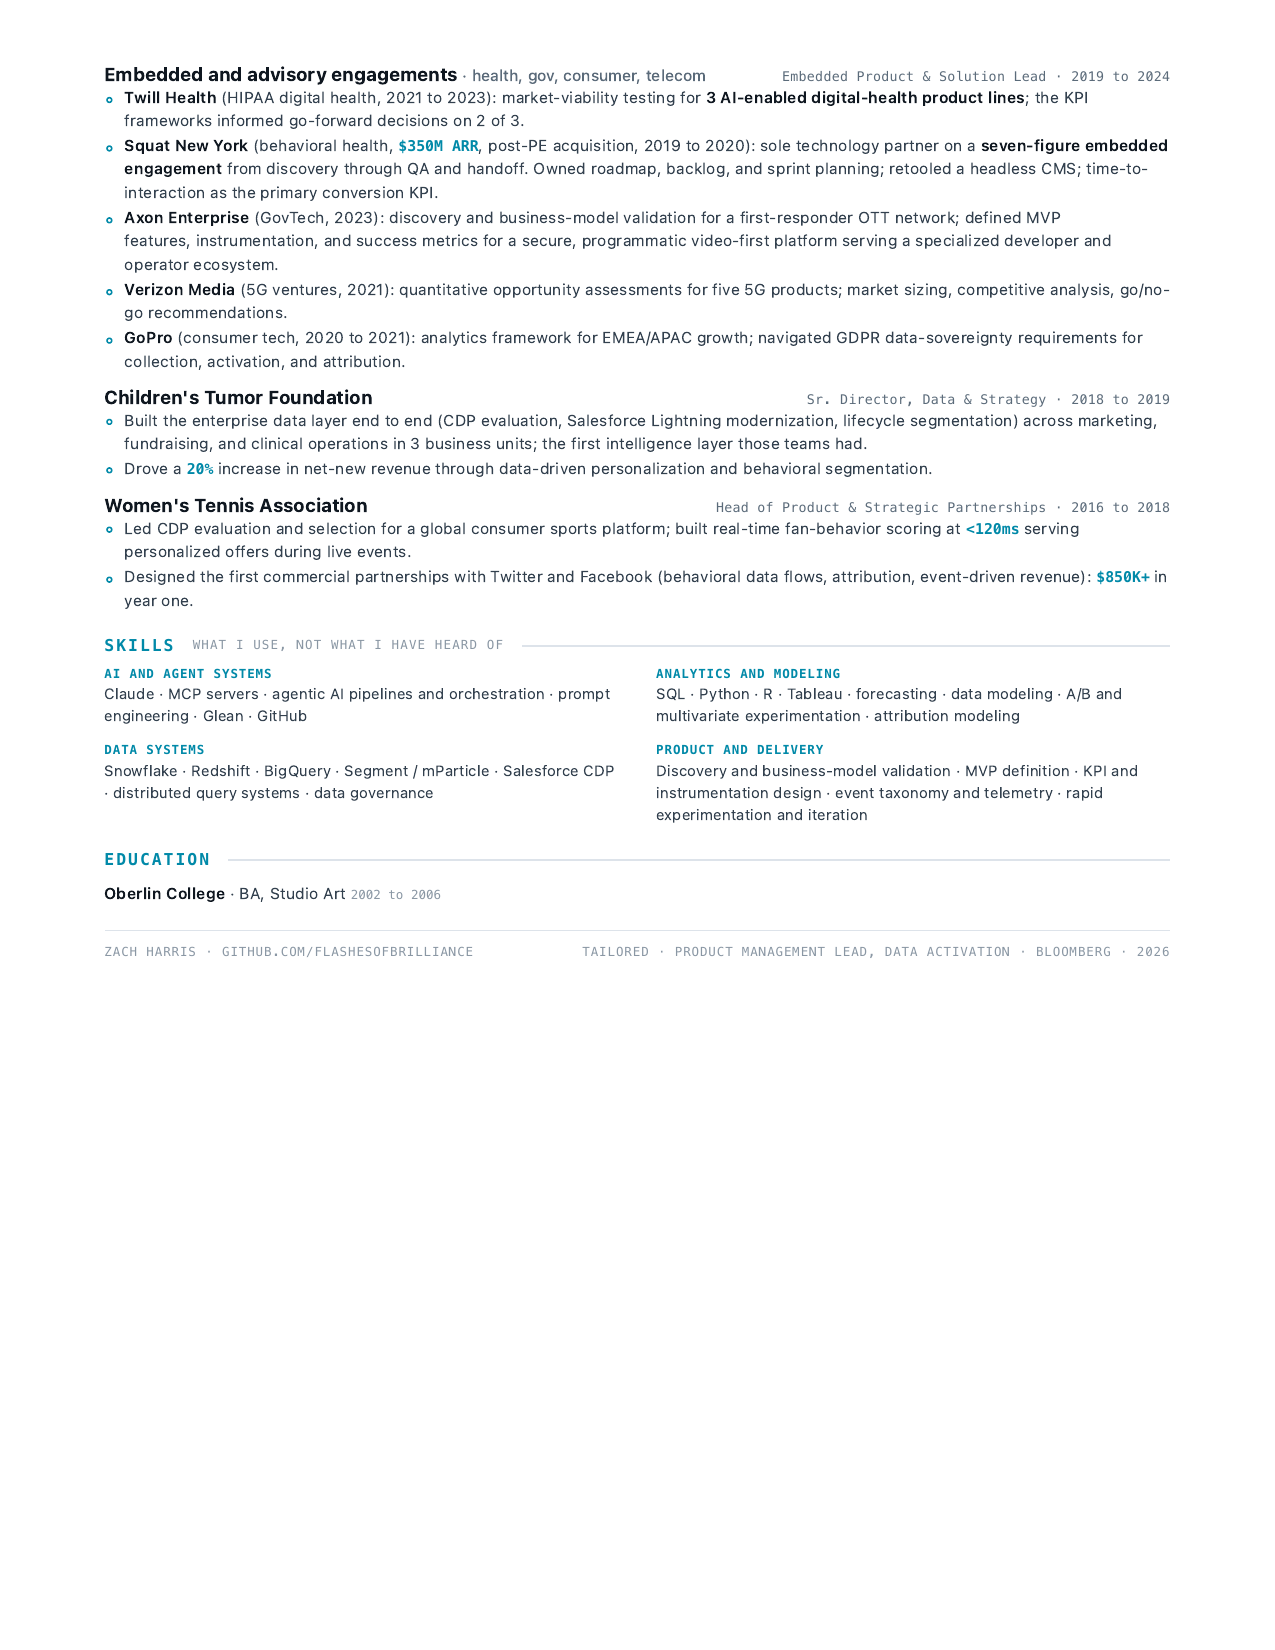 Embedded and advisory engagements · health, gov, consumer, telecom Embedded Product & Solution Lead · 2019 to 2024
Twill Health (HIPAA digital health, 2021 to 2023): market-viability testing for 3 AI-enabled digital-health product lines; the KPI
frameworks informed go-forward decisions on 2 of 3.
Squat New York (behavioral health, $350M ARR, post-PE acquisition, 2019 to 2020): sole technology partner on a seven-figure embedded
engagement from discovery through QA and handoff. Owned roadmap, backlog, and sprint planning; retooled a headless CMS; time-to-
interaction as the primary conversion KPI.
Axon Enterprise (GovTech, 2023): discovery and business-model validation for a first-responder OTT network; defined MVP
features, instrumentation, and success metrics for a secure, programmatic video-first platform serving a specialized developer and
operator ecosystem.
Verizon Media (5G ventures, 2021): quantitative opportunity assessments for five 5G products; market sizing, competitive analysis, go/no-
go recommendations.
GoPro (consumer tech, 2020 to 2021): analytics framework for EMEA/APAC growth; navigated GDPR data-sovereignty requirements for
collection, activation, and attribution.
Children's Tumor Foundation Sr. Director, Data & Strategy · 2018 to 2019
Built the enterprise data layer end to end (CDP evaluation, Salesforce Lightning modernization, lifecycle segmentation) across marketing,
fundraising, and clinical operations in 3 business units; the first intelligence layer those teams had.
Drove a 20% increase in net-new revenue through data-driven personalization and behavioral segmentation.
Women's Tennis Association Head of Product & Strategic Partnerships · 2016 to 2018
Led CDP evaluation and selection for a global consumer sports platform; built real-time fan-behavior scoring at <120ms serving
personalized offers during live events.
Designed the first commercial partnerships with Twitter and Facebook (behavioral data flows, attribution, event-driven revenue): $850K+ in
year one.
SKILLS WHAT I USE, NOT WHAT I HAVE HEARD OF
AI AND AGENT SYSTEMS
Claude · MCP servers · agentic AI pipelines and orchestration · prompt
engineering · Glean · GitHub
ANALYTICS AND MODELING
SQL · Python · R · Tableau · forecasting · data modeling · A/B and
multivariate experimentation · attribution modeling
DATA SYSTEMS
Snowflake · Redshift · BigQuery · Segment / mParticle · Salesforce CDP
· distributed query systems · data governance
PRODUCT AND DELIVERY
Discovery and business-model validation · MVP definition · KPI and
instrumentation design · event taxonomy and telemetry · rapid
experimentation and iteration
EDUCATION
Oberlin College · BA, Studio Art 2002 to 2006
ZACH HARRIS · GITHUB.COM/FLASHESOFBRILLIANCE TAILORED · PRODUCT MANAGEMENT LEAD, DATA ACTIVATION · BLOOMBERG · 2026